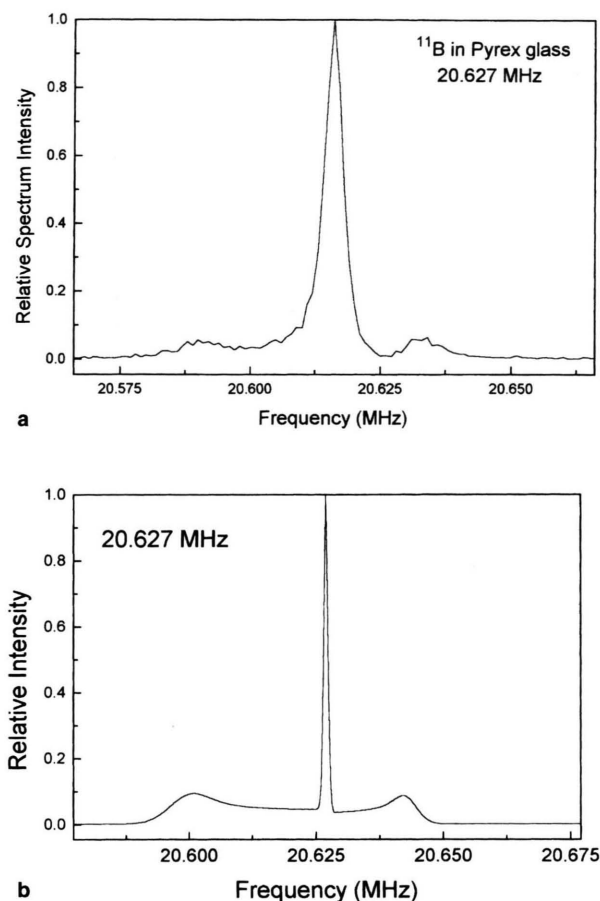 1.0
0.8
0.6
0.4
0.2
0.0
Relative Spectrum Intensity
¹¹B in Pyrex glass
20.627 MHz
20.575
20.600
20.625
20.650
Frequency (MHz)
a
1.0
0.8
0.6
0.4
0.2
0.0
Relative Intensity
20.627 MHz
20.600
20.625
20.650
20.675
Frequency (MHz)
b